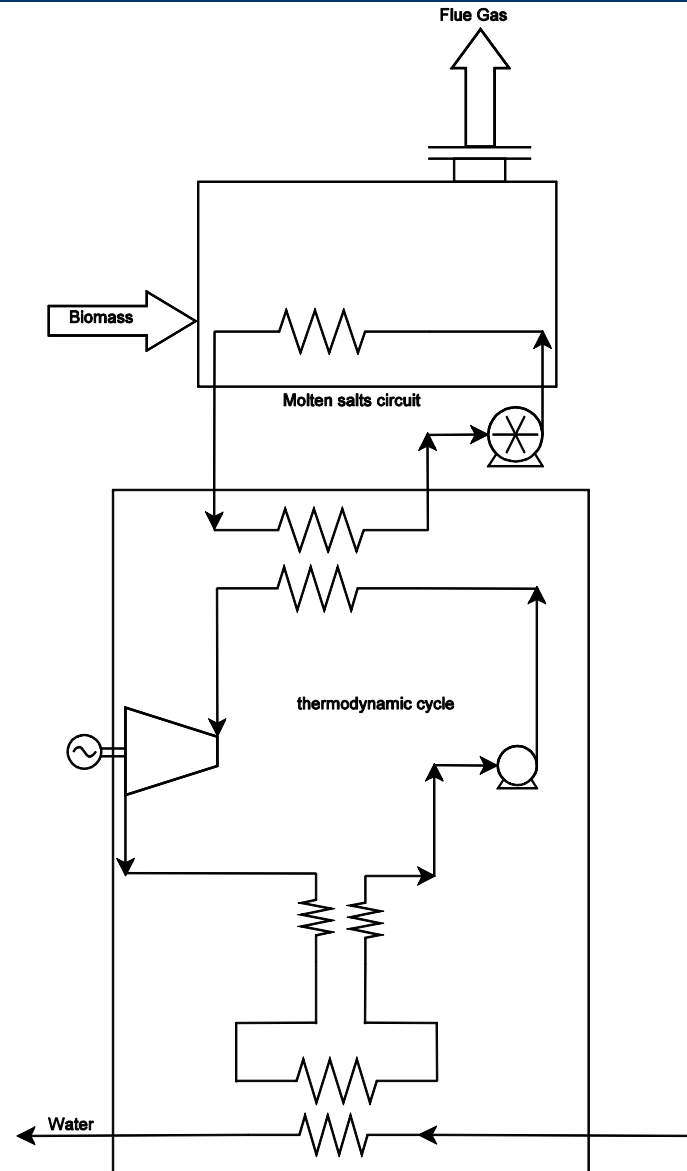 Flue Gas
Biomass
Molten salts circuit
thermodynamic cycle
Water